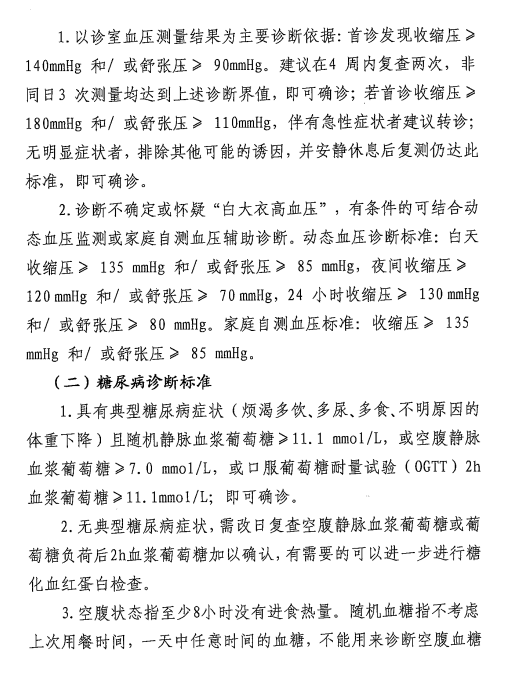 1.以诊室血压测量结果为主要诊断依据：首诊发现收缩压≥
140mmHg 和/ 或舒张压≥ 90mmHg。建议在4 周内复查两次，非
同日3 次测量均达到上述诊断界值，即可确诊；若首诊收缩压≥
180mmHg 和/ 或舒张压≥ 110mmHg，伴有急性症状者建议转诊；
无明显症状者，排除其他可能的诱因，并安静休息后复测仍达此
标准，即可确诊。
2.诊断不确定或怀疑“白大衣高血压”，有条件的可结合动
态血压监测或家庭自测血压辅助诊断。动态血压诊断标准：白天
收缩压≥ 135 mmHg 和/ 或舒张压≥ 85 mmHg，夜间收缩压≥
120mmHg 和/ 或舒张压≥ 70mmHg，24 小时收缩压≥ 130mmHg
和/ 或舒张压≥ 80 mmHg。家庭自测血压标准：收缩压≥ 135
mmHg 和/ 或舒张压≥ 85 mmHg。
（二）糖尿病诊断标准
1.具有典型糖尿病症状（烦渴多饮、多尿、多食、不明原因的
体重下降）且随机静脉血浆葡萄糖≥11.1 mmol/L，或空腹静脉
血浆葡萄糖≥7.0 mmol/L，或口服葡萄糖耐量试验（OGTT）2h
血浆葡萄糖≥11.1mmol/L；即可确诊。
2.无典型糖尿病症状，需改日复查空腹静脉血浆葡萄糖或葡
萄糖负荷后2h血浆葡萄糖加以确认，有需要的可以进一步进行糖
化血红蛋白检查。
3.空腹状态指至少8小时没有进食热量。随机血糖指不考虑
上次用餐时间，一天中任意时间的血糖，不能用来诊断空腹血糖